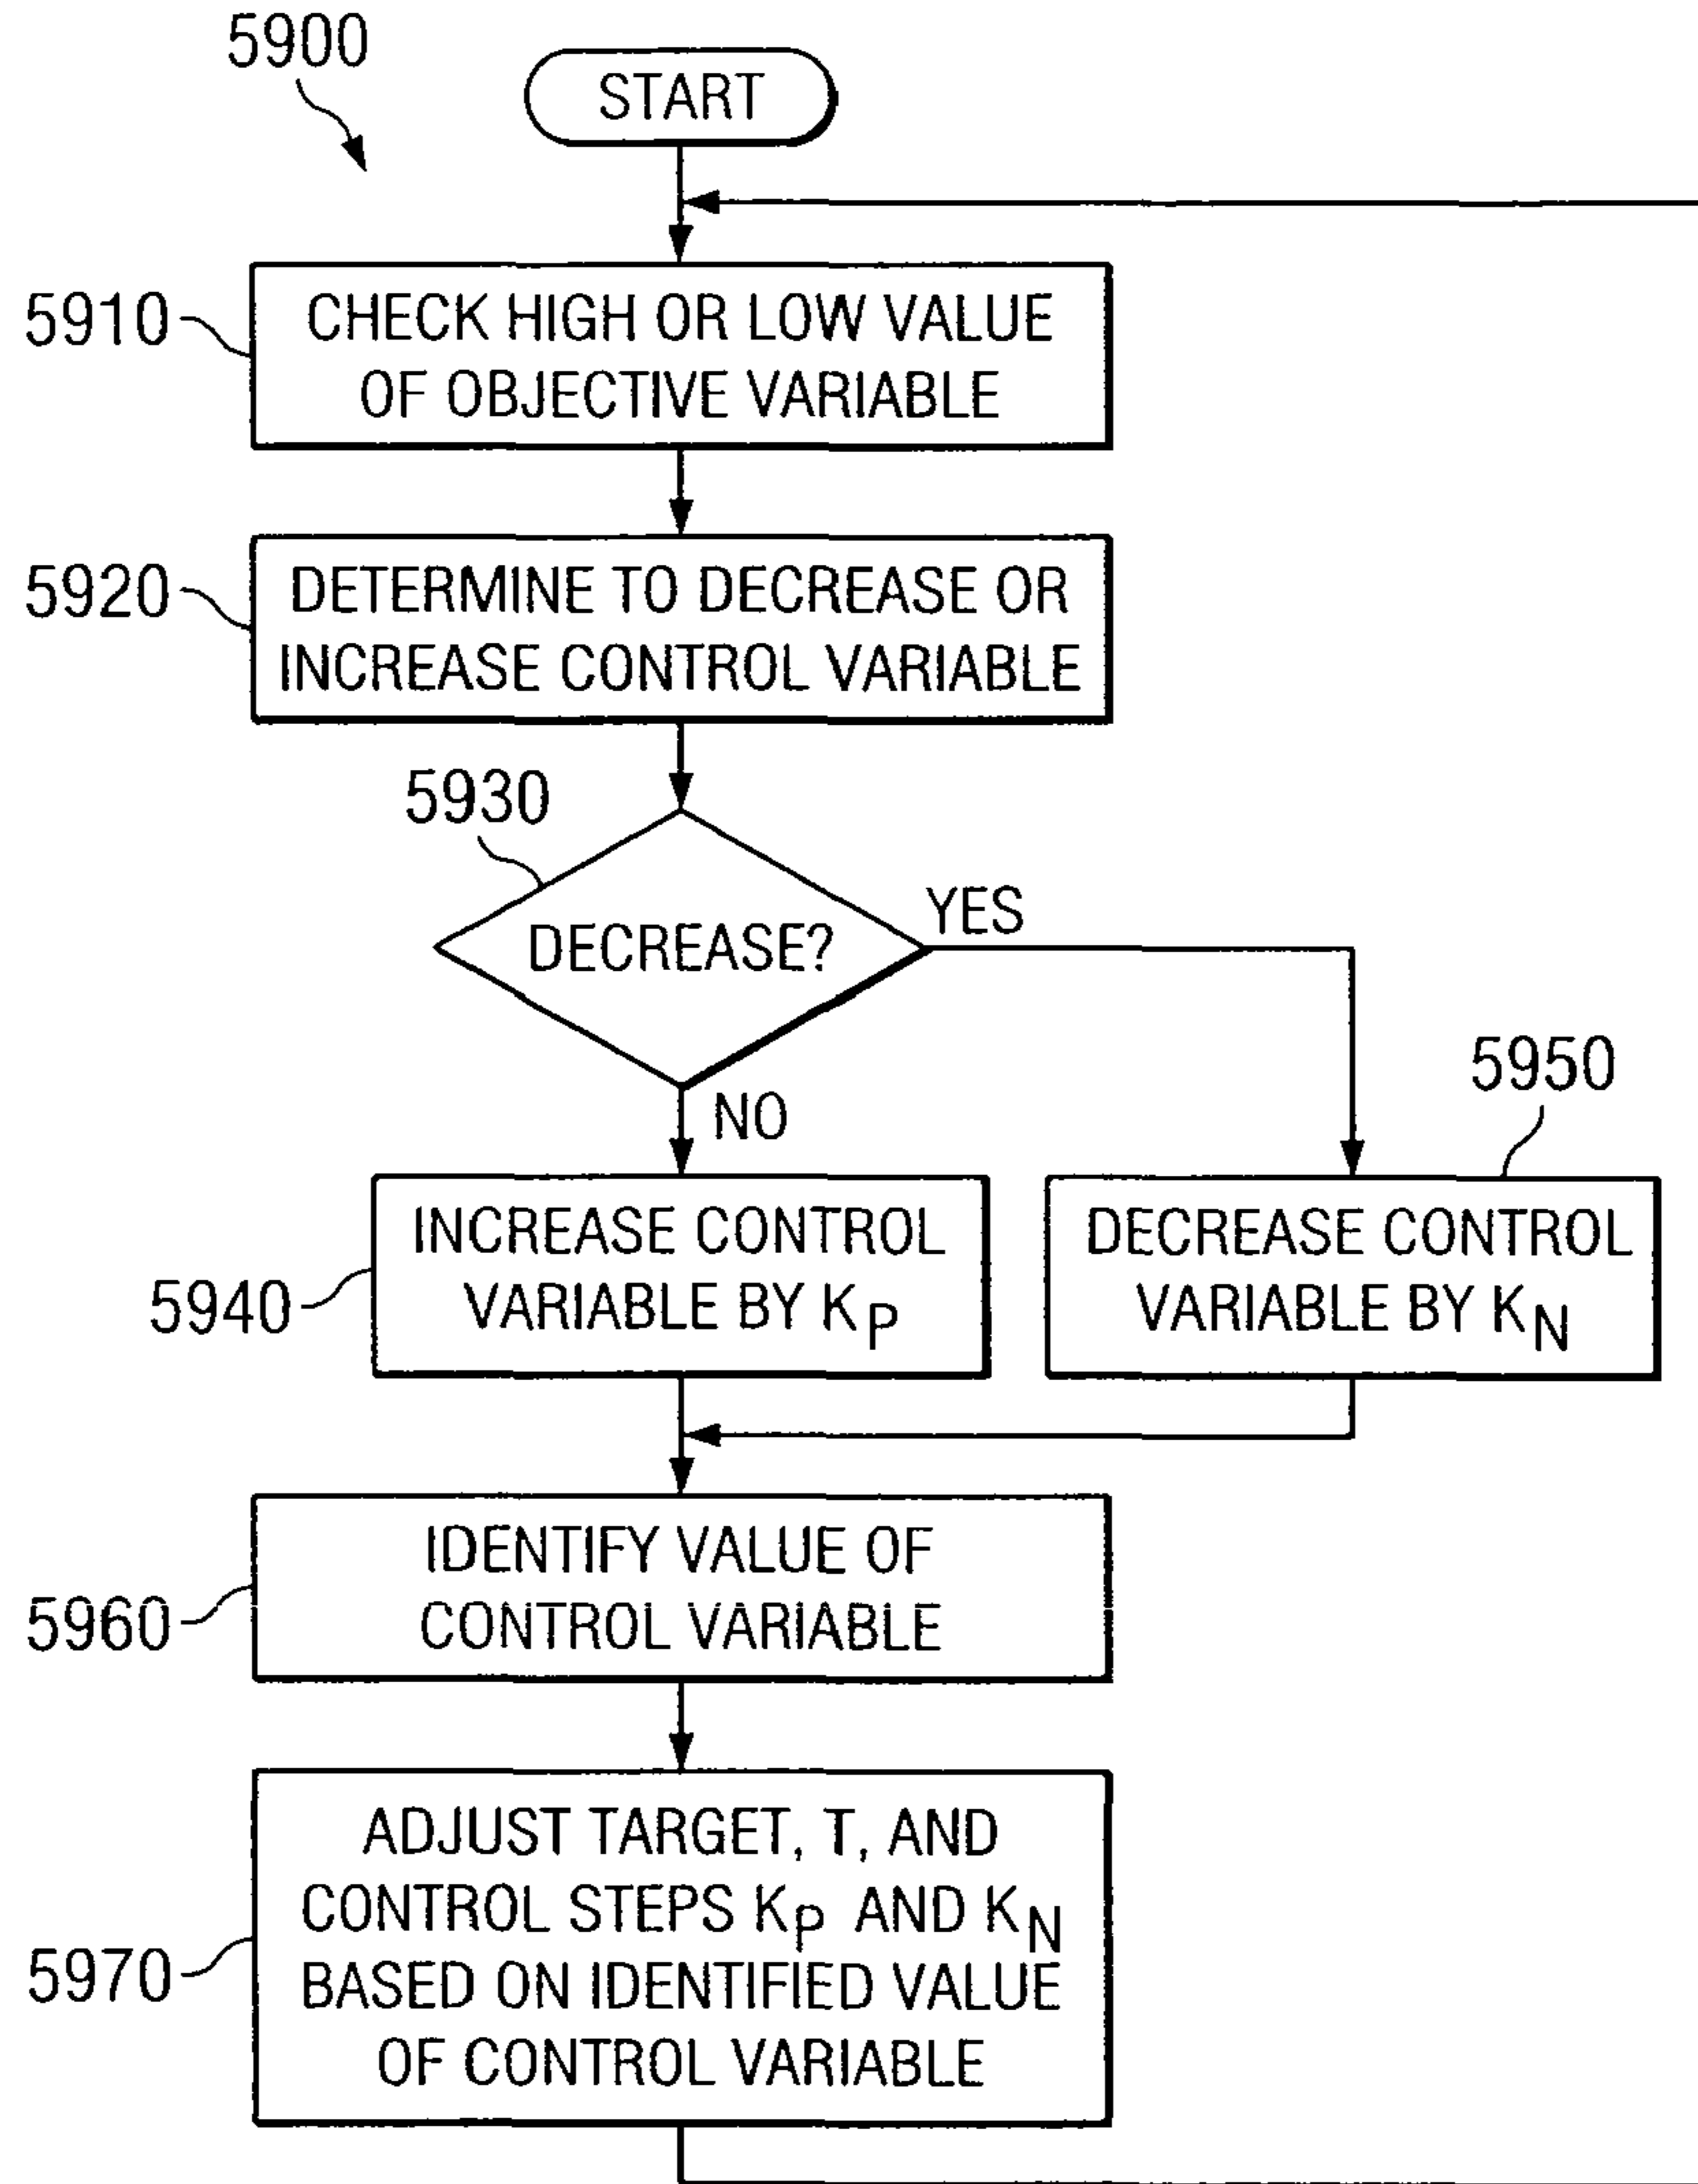 5900
START
5910
CHECK HIGH OR LOW VALUE
OF OBJECTIVE VARIABLE
5920
DETERMINE TO DECREASE OR
INCREASE CONTROL VARIABLE
5930
DECREASE?
YES
NO
5940
INCREASE CONTROL
VARIABLE BY KP
5950
DECREASE CONTROL
VARIABLE BY KN
5960
IDENTIFY VALUE OF
CONTROL VARIABLE
5970
ADJUST TARGET, T, AND
CONTROL STEPS KP AND KN
BASED ON IDENTIFIED VALUE
OF CONTROL VARIABLE